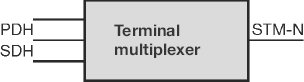 PDH
SDH
Terminal
multiplexer
STM-N